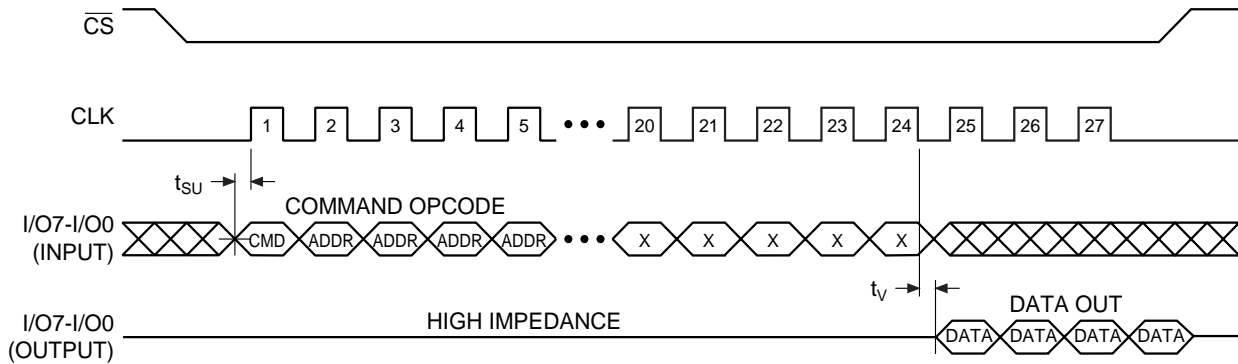 CS
CLK
1 2 3 4 5 ••• 20 21 22 23 24 25 26 27
tSU
COMMAND OPCODE
I/O7-I/O0
(INPUT)
CMD ADDR ADDR ADDR ADDR ••• X X X X X
tV
DATA OUT
I/O7-I/O0
(OUTPUT)
HIGH IMPEDANCE
DATA DATA DATA DATA